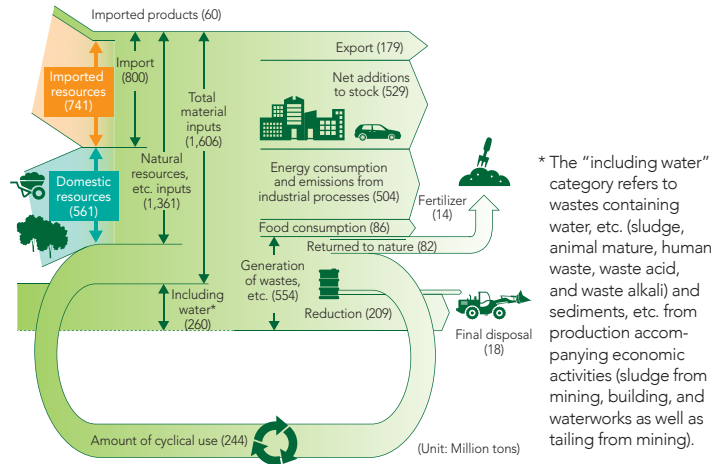 Imported products (60)
Export (179)
Import
(800)
Imported
resources
(741)
Net additions
to stock (529)
Total
material
inputs
(1,606)
Natural
resources,
etc. inputs
(1,361)
Domestic
resources
(561)
Energy consumption
and emissions from
industrial processes (504)
Fertilizer
(14)
Food consumption (86)
Returned to nature (82)
Generation
of wastes,
etc. (554)
Including
water*
(260)
Reduction (209)
Final disposal
(18)
Amount of cyclical use (244)
(Unit: Million tons)
* The “including water”
category refers to
wastes containing
water, etc. (sludge,
animal mature, human
waste, waste acid,
and waste alkali) and
sediments, etc. from
production accom-
panying economic
activities (sludge from
mining, building, and
waterworks as well as
tailing from mining).